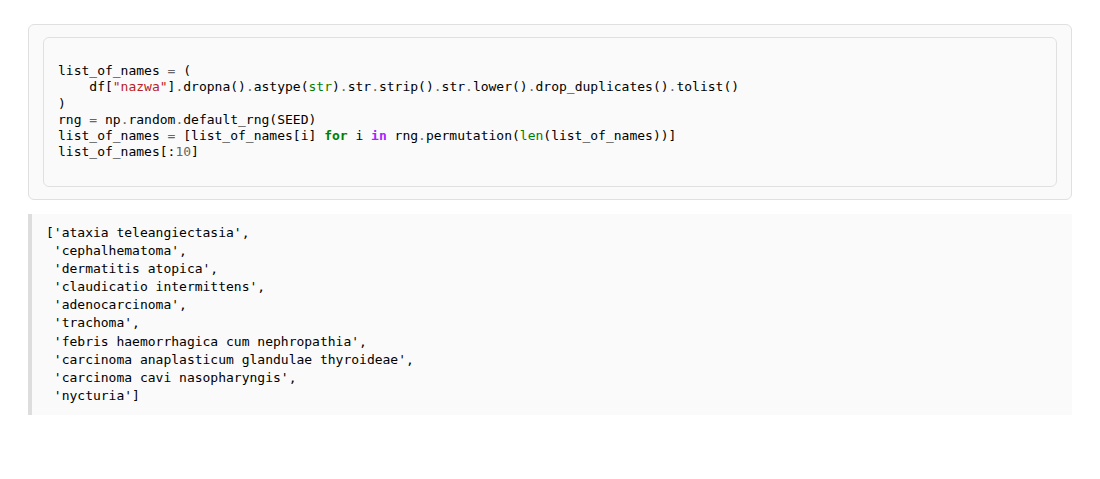 list_of_names = (
    df["nazwa"].dropna().astype(str).str.strip().str.lower().drop_duplicates().tolist()
)
rng = np.random.default_rng(SEED)
list_of_names = [list_of_names[i] for i in rng.permutation(len(list_of_names))]
list_of_names[:10]
['ataxia teleangiectasia',
 'cephalhematoma',
 'dermatitis atopica',
 'claudicatio intermittens',
 'adenocarcinoma',
 'trachoma',
 'febris haemorrhagica cum nephropathia',
 'carcinoma anaplasticum glandulae thyroideae',
 'carcinoma cavi nasopharyngis',
 'nycturia']